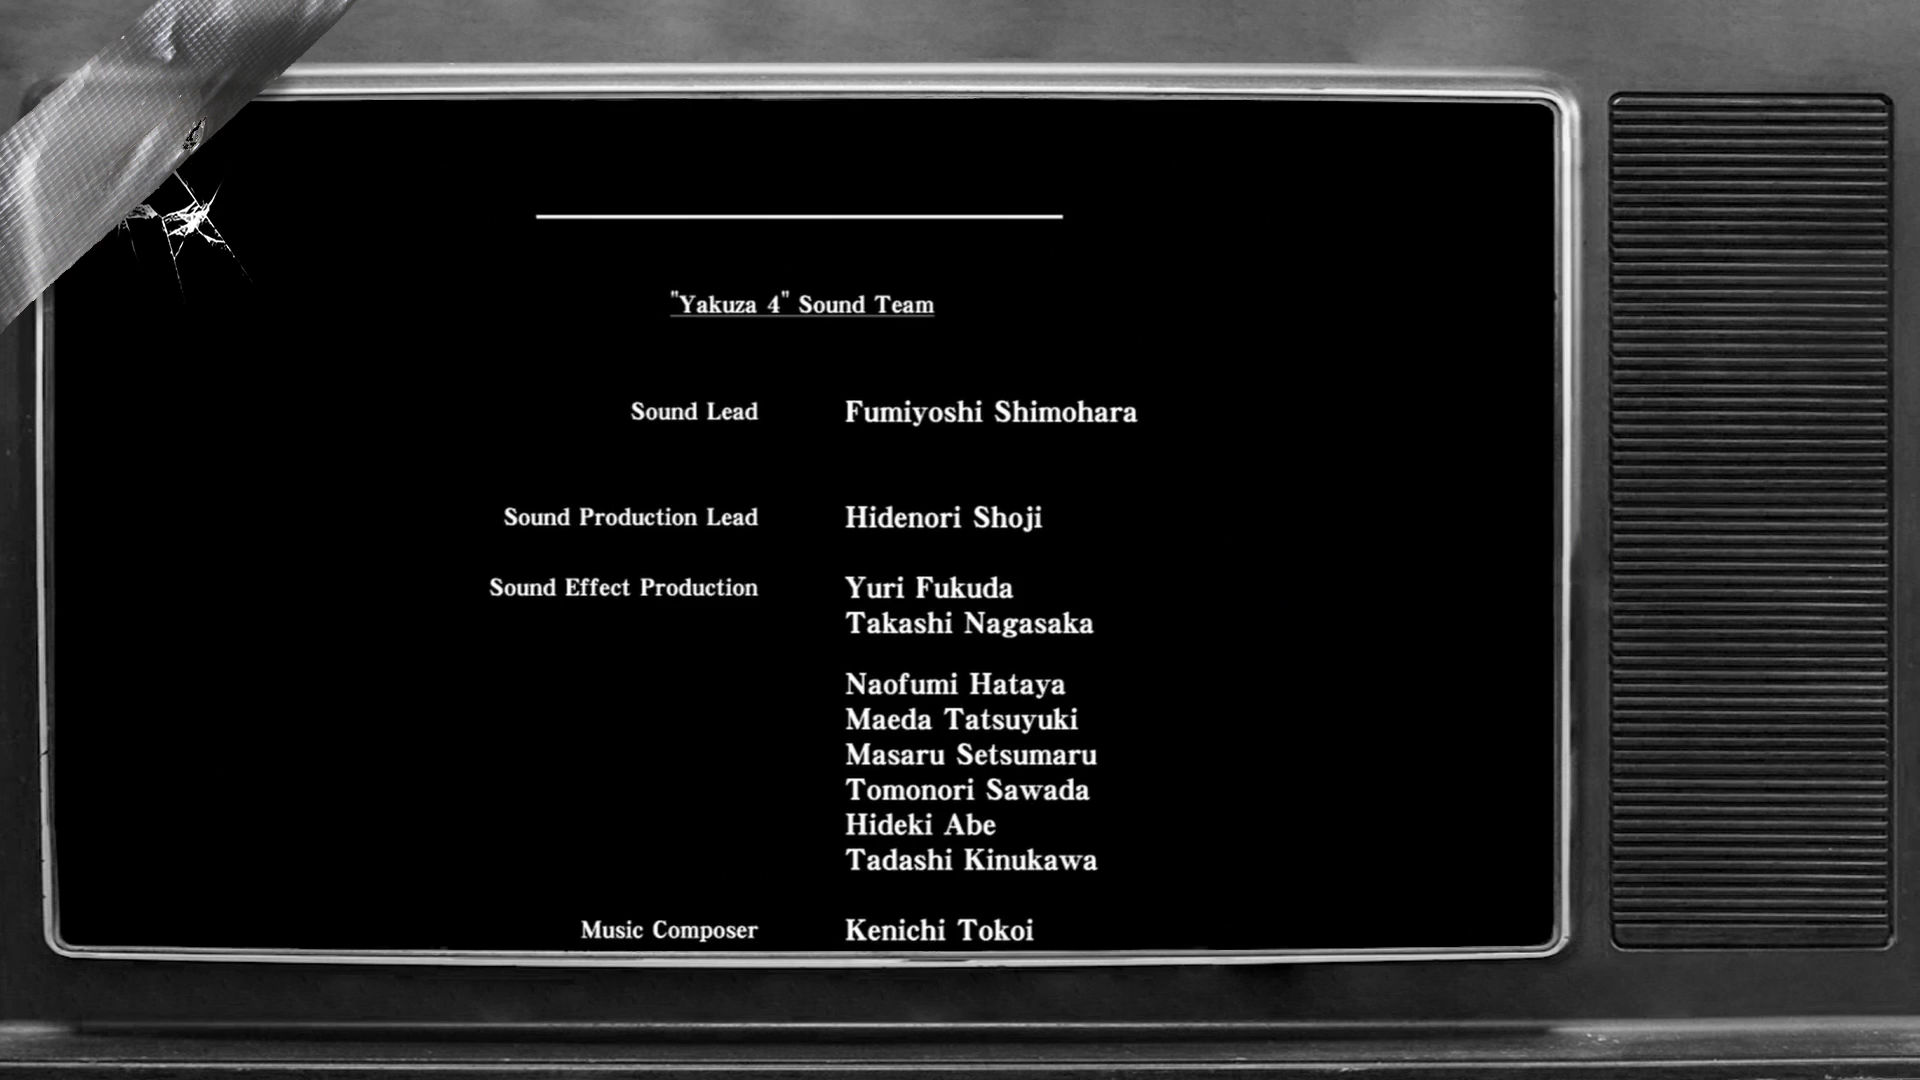 "Yakuza 4" Sound Team
Sound Lead Fumiyoshi Shimohara
Sound Production Lead Hidenori Shoji
Sound Effect Production Yuri Fukuda
Takashi Nagasaka
Naofumi Hataya
Maeda Tatsuyuki
Masaru Setsumaru
Tomonori Sawada
Hideki Abe
Tadashi Kinukawa
Music Composer Kenichi Tokoi